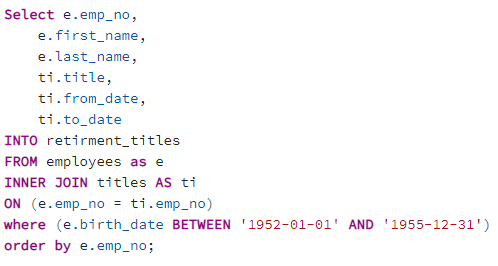 Select e.emp_no,
    e.first_name,
    e.last_name,
    ti.title,
    ti.from_date,
    ti.to_date
INTO retirment_titles
FROM employees as e
INNER JOIN titles AS ti
ON (e.emp_no = ti.emp_no)
where (e.birth_date BETWEEN '1952-01-01' AND '1955-12-31')
order by e.emp_no;